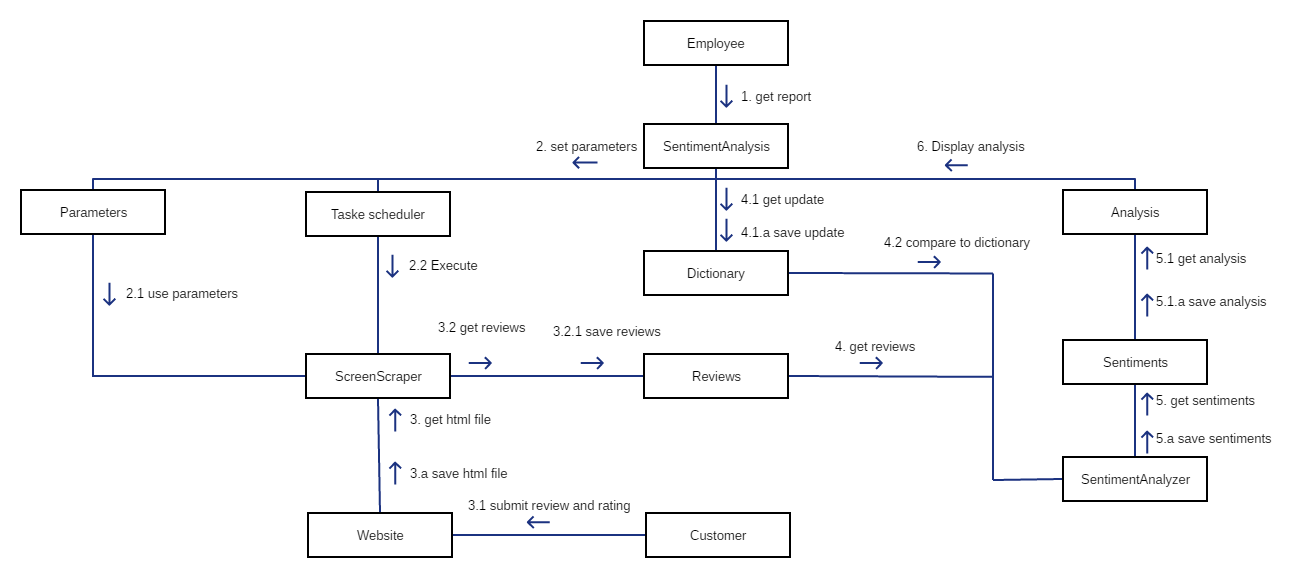 Employee
1. get report
2. set parameters
SentimentAnalysis
6. Display analysis
Parameters
Taske scheduler
4.1 get update
4.1.a save update
Analysis
4.2 compare to dictionary
2.2 Execute
Dictionary
5.1 get analysis
2.1 use parameters
5.1.a save analysis
3.2 get reviews
3.2.1 save reviews
4. get reviews
ScreenScraper
Reviews
Sentiments
3. get html file
5. get sentiments
5.a save sentiments
3.a save html file
SentimentAnalyzer
3.1 submit review and rating
Website
Customer